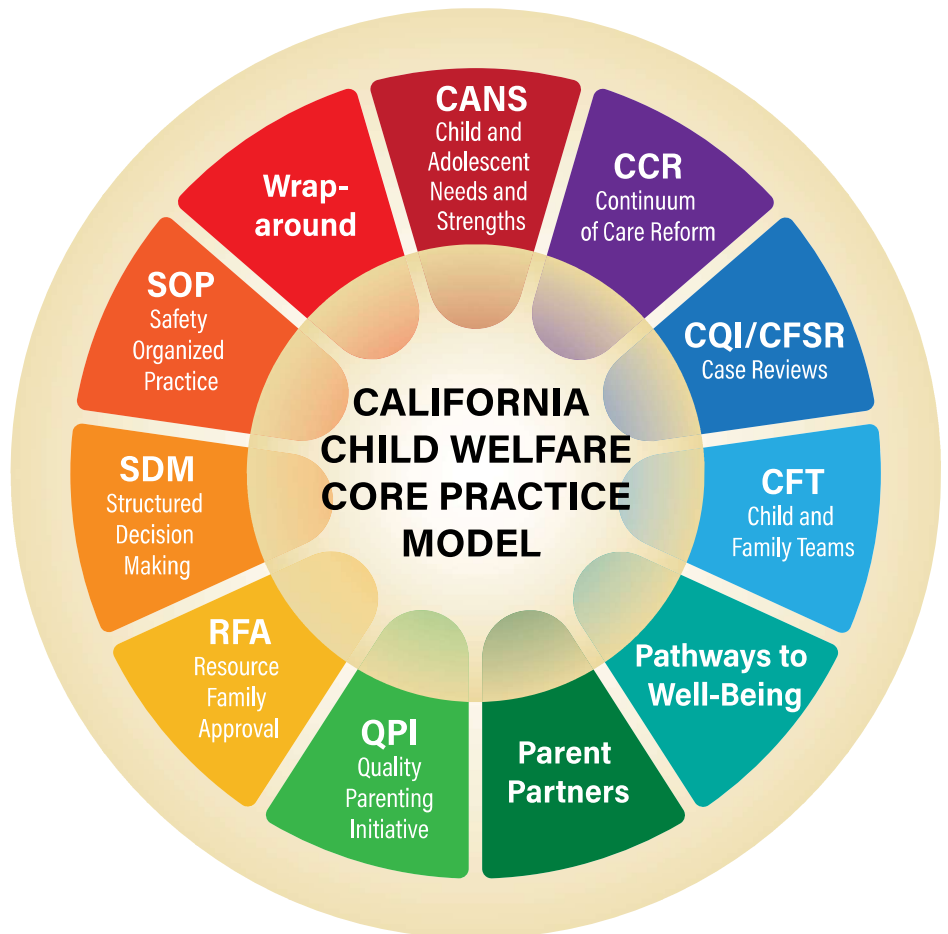 CANS
Child and
Adolescent
Needs and
Strengths
CCR
Continuum
of Care Reform
CQI/CFSR
Case Reviews
CFT
Child and
Family Teams
Pathways to
Well-Being
Parent
Partners
QPI
Quality
Parenting
Initiative
RFA
Resource
Family
Approval
SDM
Structured
Decision
Making
SOP
Safety
Organized
Practice
Wrap-
around
CALIFORNIA
CHILD WELFARE
CORE PRACTICE
MODEL